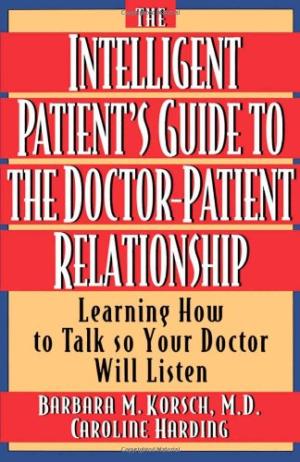 THE
INTELLIGENT
PATIENT'S GUIDE TO
THE DOCTOR-PATIENT
RELATIONSHIP
Learning How
to Talk so Your Doctor
Will Listen
BARBARA M. KORSCH, M.D.
CAROLINE HARDING